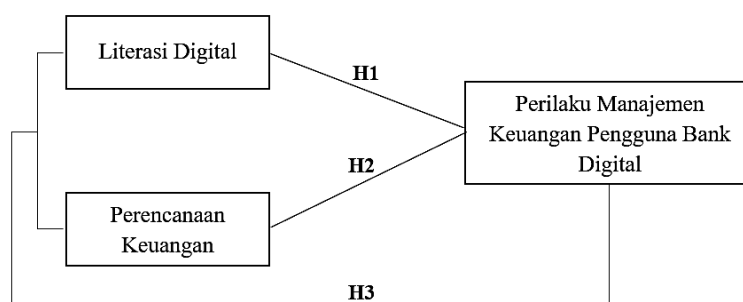 Literasi Digital
H1
Perilaku Manajemen
Keuangan Pengguna Bank
Digital
H2
Perencanaan
Keuangan
H3